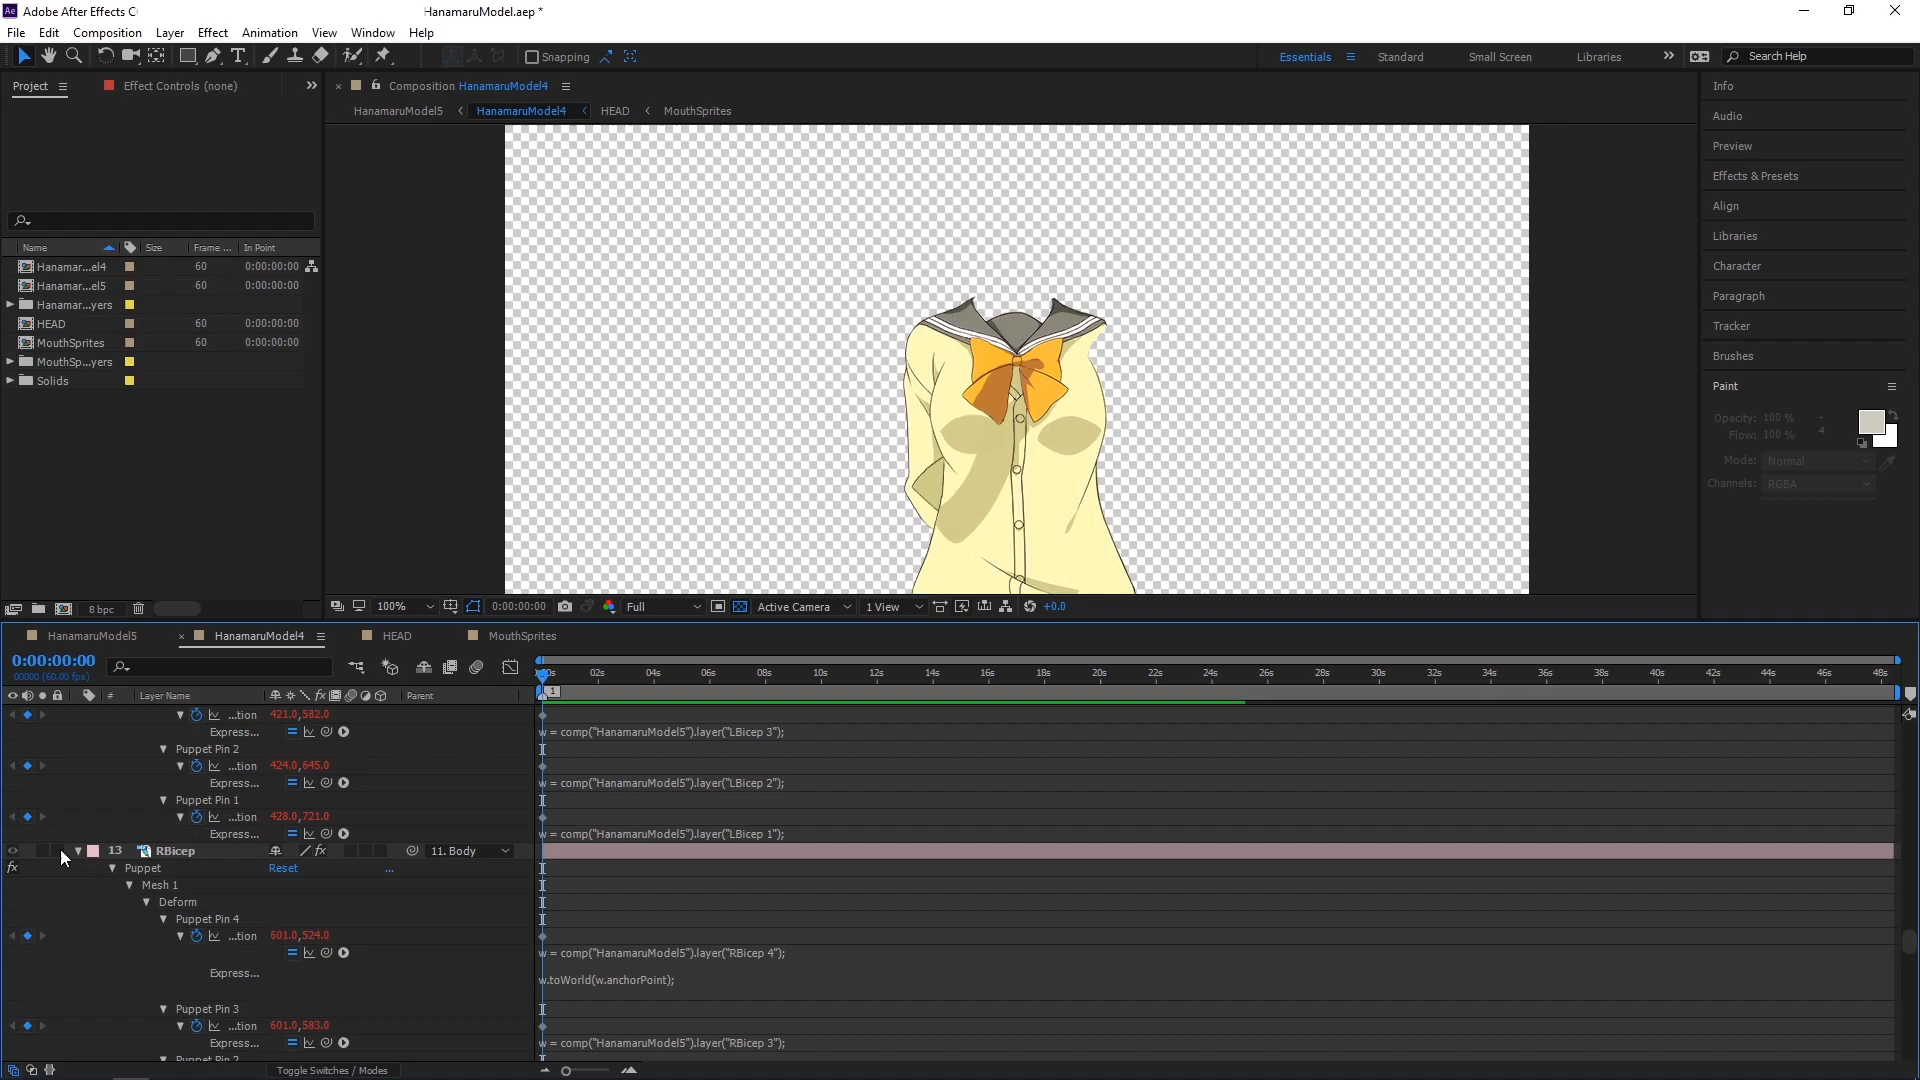 Ae Adobe After Effects C HanamaruModel.aep *
File Edit Composition Layer Effect Animation View Window Help
T Snapping Essentials Standard Small Screen Libraries Search Help
Project Effect Controls (none)
Composition HanamaruModel4
HanamaruModel5 HanamaruModel4 HEAD MouthSprites
Name Size Frame ... In Point
Hanamar...el4 60 0:00:00:00
Hanamar...el5 60 0:00:00:00
Hanamar...yers
HEAD 60 0:00:00:00
MouthSprites 60 0:00:00:00
MouthSp...yers
Solids
Info
Audio
Preview
Effects & Presets
Align
Libraries
Character
Paragraph
Tracker
Brushes
Paint
Opacity: 100 %
Flow: 100 % 4
Mode: Normal
Channels: RGBA
8 bpc
100% 0:00:00:00 Full Active Camera 1 View +0.0
HanamaruModel5 HanamaruModel4 HEAD MouthSprites
0:00:00:00
00000 (60.00 fps)
02s 04s 06s 08s 10s 12s 14s 16s 18s 20s 22s 24s 26s 28s 30s 32s 34s 36s 38s 40s 42s 44s 46s 48s
# Layer Name fx Parent 1
...tion 421.0,582.0
Express... w = comp("HanamaruModel5").layer("LBicep 3");
Puppet Pin 2
...tion 424.0,645.0
Express... w = comp("HanamaruModel5").layer("LBicep 2");
Puppet Pin 1
...tion 428.0,721.0
Express... w = comp("HanamaruModel5").layer("LBicep 1");
13 RBicep fx 11. Body
fx Puppet Reset ...
Mesh 1
Deform
Puppet Pin 4
...tion 601.0,524.0
w = comp("HanamaruModel5").layer("RBicep 4");
Express...
w.toWorld(w.anchorPoint);
Puppet Pin 3
...tion 601.0,583.0
Express... w = comp("HanamaruModel5").layer("RBicep 3");
Puppet Pin 2
Toggle Switches / Modes